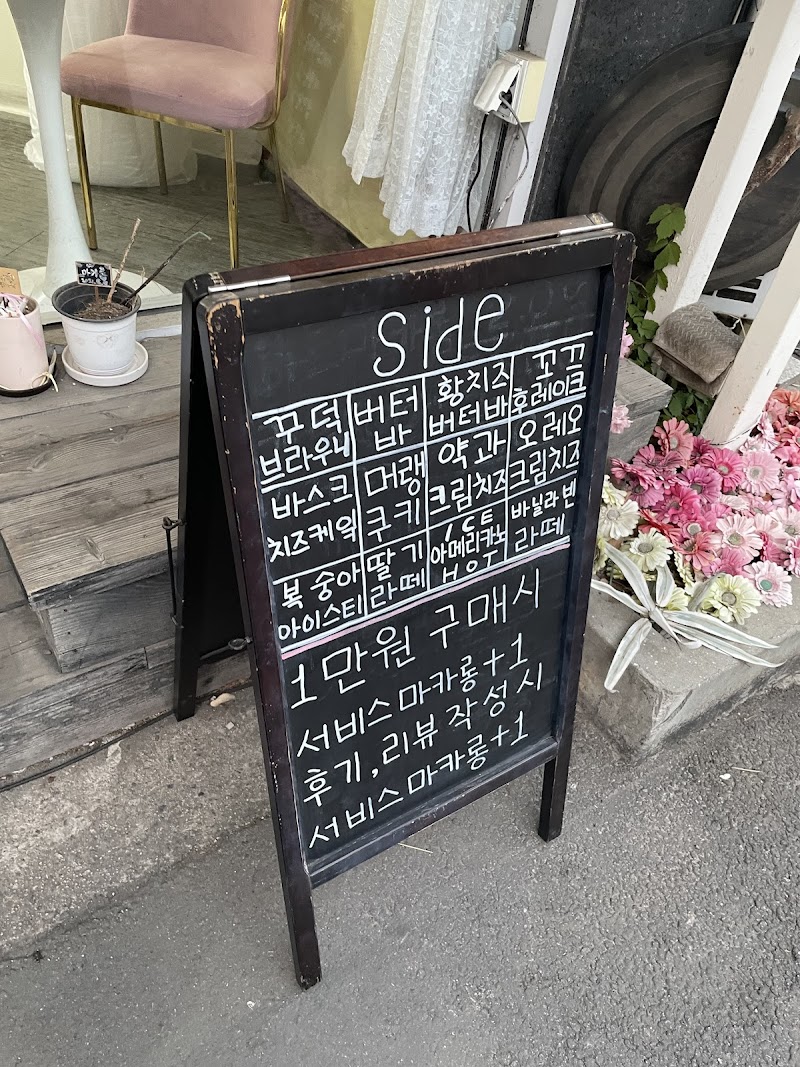 Side
꾸덕
브라우니
버터
바
황치즈
버터바
꼬끄
후레이크
바스크
치즈케익
머랭
쿠키
약과
크림치즈
오레오
크림치즈
복숭아
아이스티
딸기
라떼
ICE
아메리카노
HOT
바닐라빈
라떼
1만원 구매시
서비스마카롱+1
후기,리뷰 작성시
서비스마카롱+1